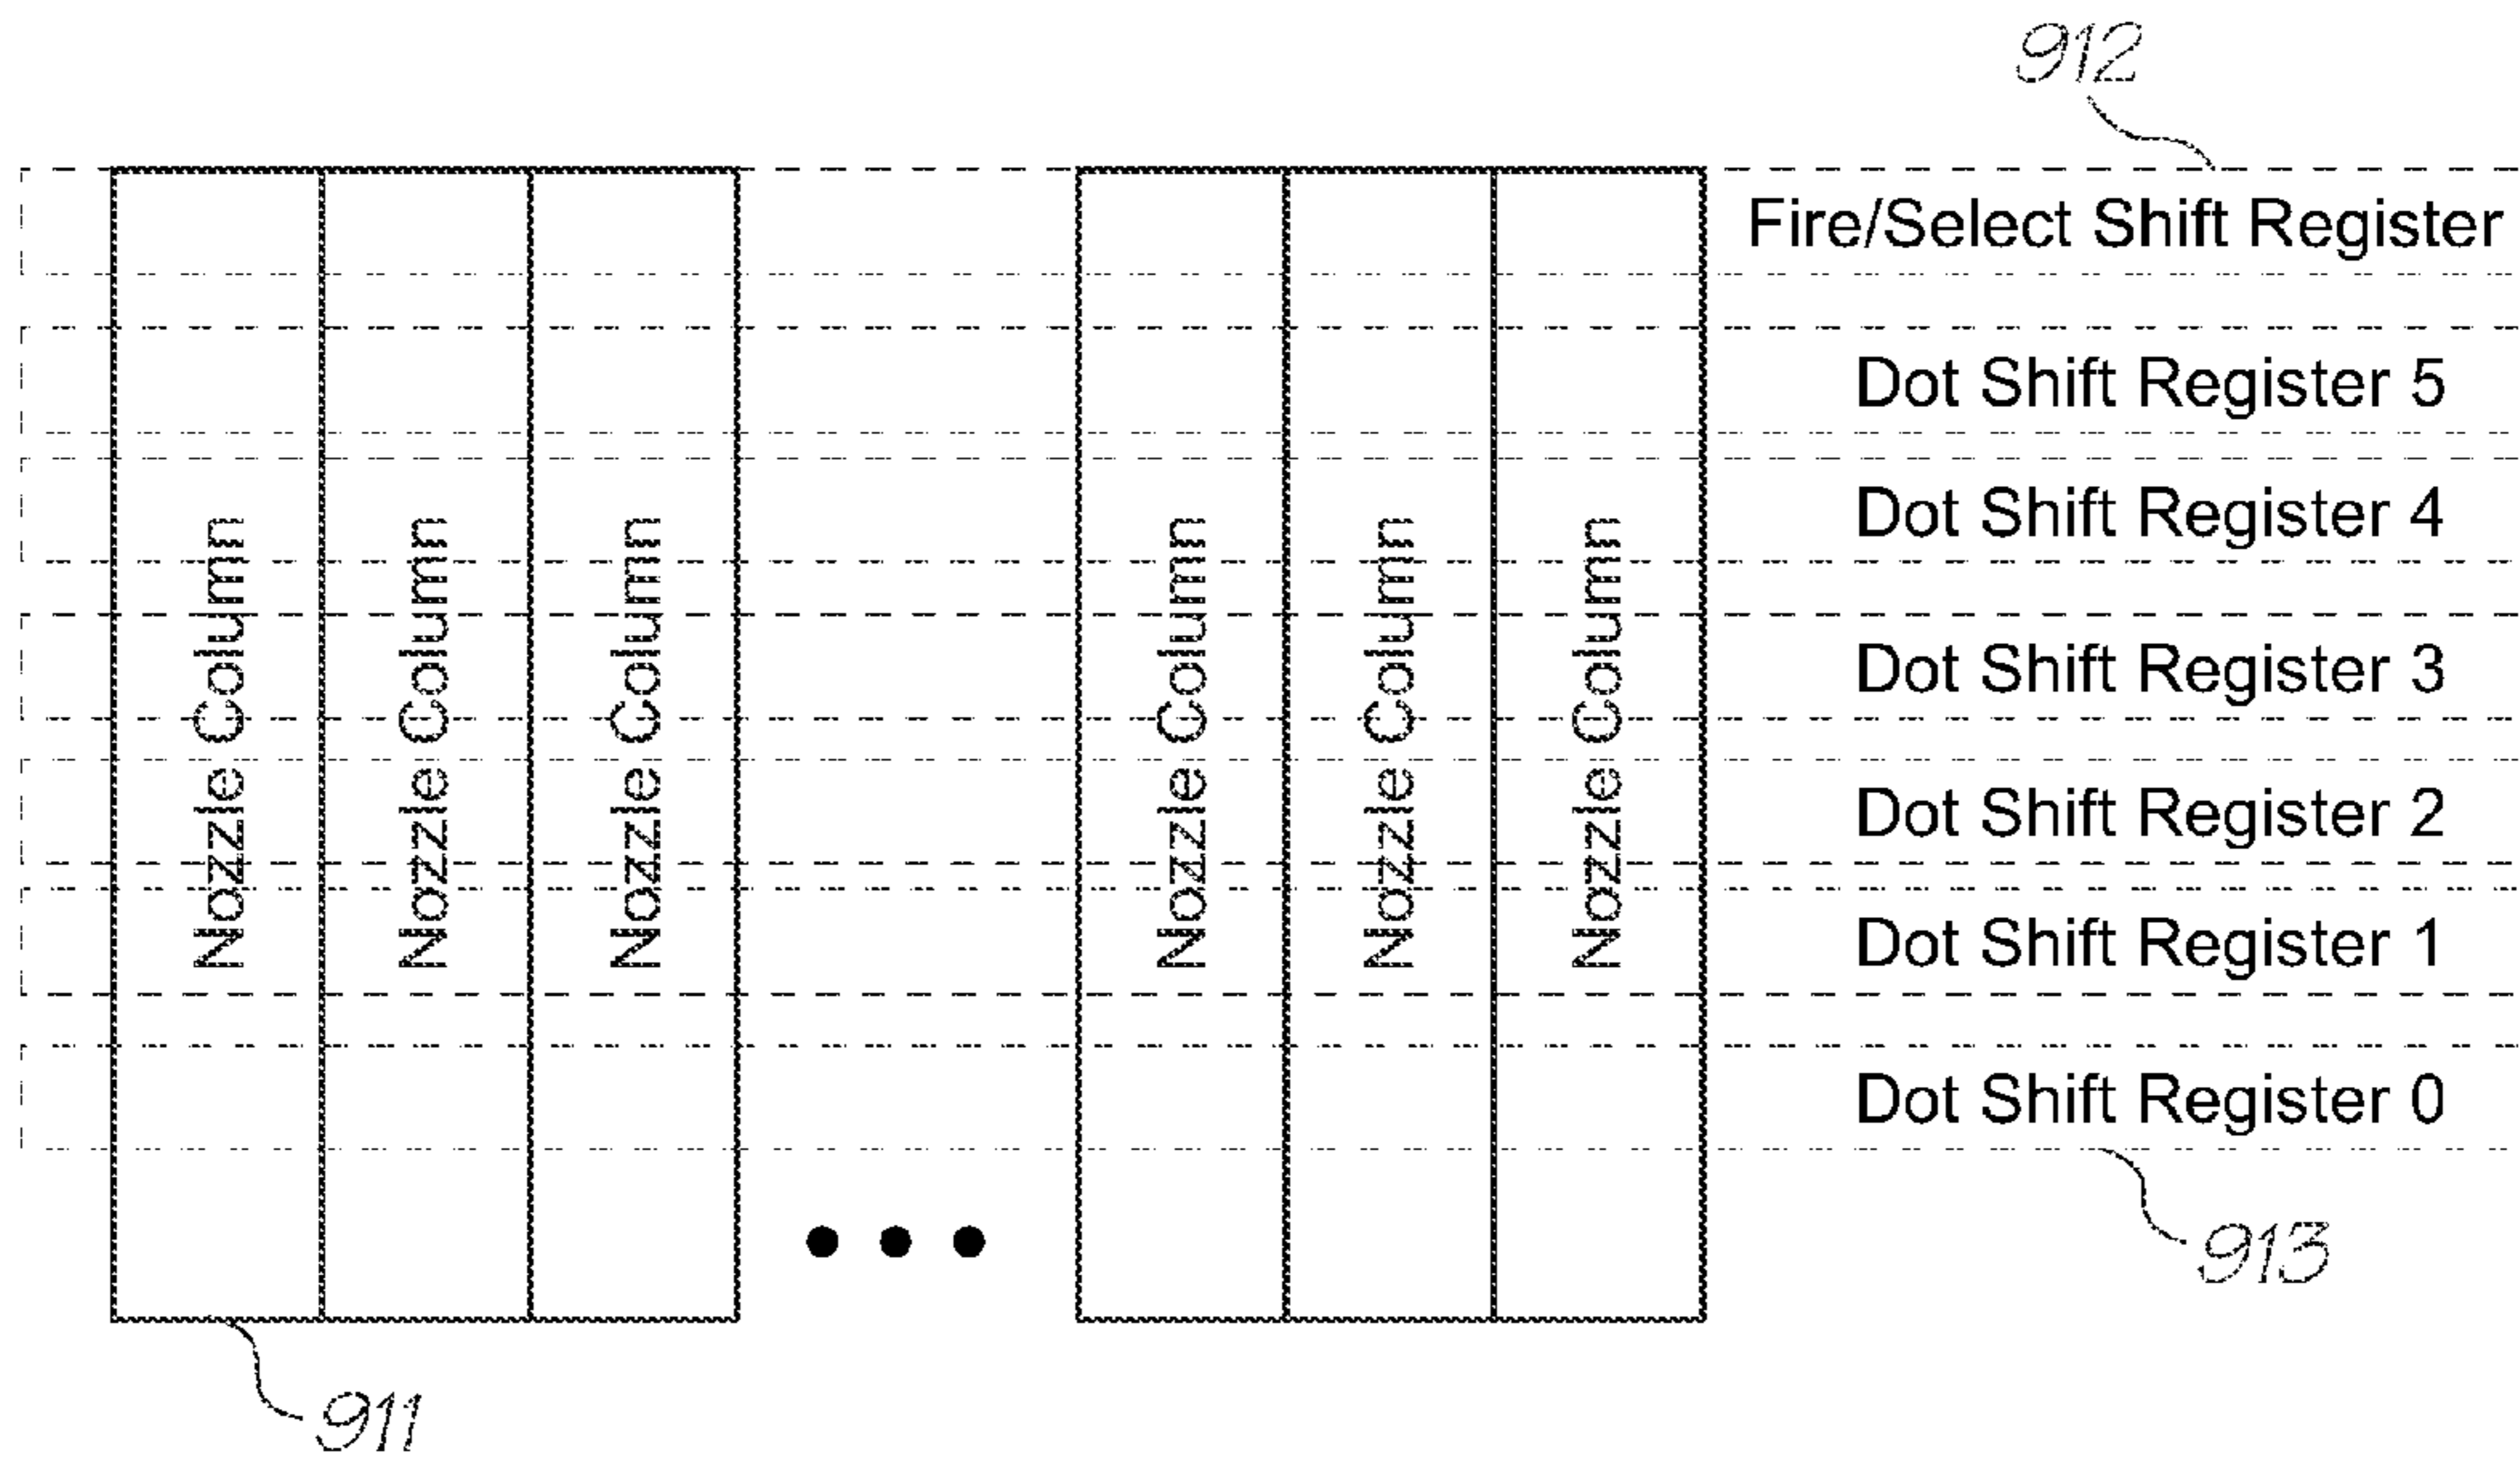 912
Fire/Select Shift Register
Dot Shift Register 5
Dot Shift Register 4
Dot Shift Register 3
Dot Shift Register 2
Dot Shift Register 1
Dot Shift Register 0
Nozzle Column
Nozzle Column
Nozzle Column
Nozzle Column
Nozzle Column
Nozzle Column
913
911